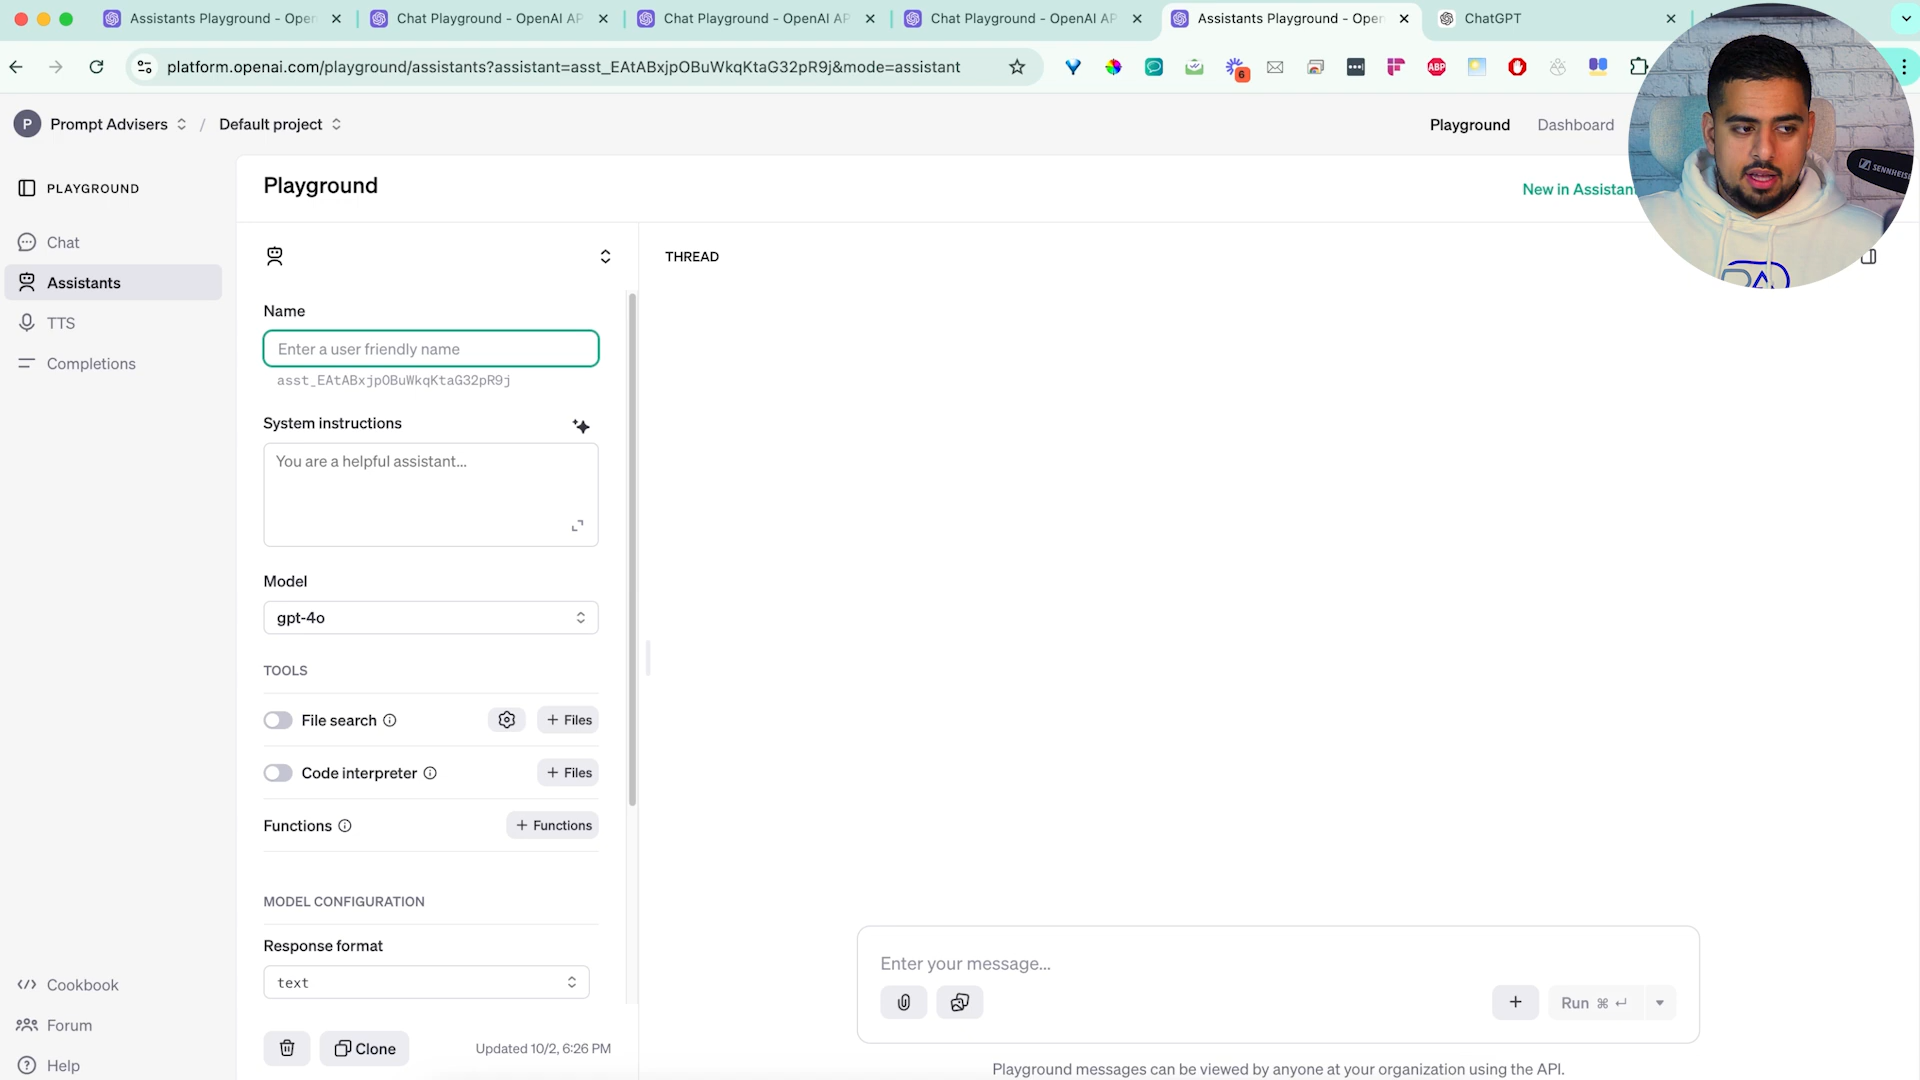 Assistants Playground - Open
Chat Playground - OpenAI AP
Chat Playground - OpenAI AP
Chat Playground - OpenAI AP
Assistants Playground - Open
ChatGPT
platform.openai.com/playground/assistants?assistant=asst_EAtABxjpOBuWkqKtaG32pR9j&mode=assistant
6
ABP
P Prompt Advisers / Default project
Playground
Dashboard
SENNHEISER
PLAYGROUND
Playground
New in Assistan
Chat
Assistants
TTS
Completions
THREAD
Name
Enter a user friendly name
asst_EAtABxjpOBuWkqKtaG32pR9j
System instructions
You are a helpful assistant...
Model
gpt-4o
TOOLS
File search
+ Files
Code interpreter
+ Files
Functions
+ Functions
MODEL CONFIGURATION
Response format
text
Clone
Updated 10/2, 6:26 PM
Cookbook
Forum
Help
Enter your message...
+
Run ⌘ ↵
Playground messages can be viewed by anyone at your organization using the API.